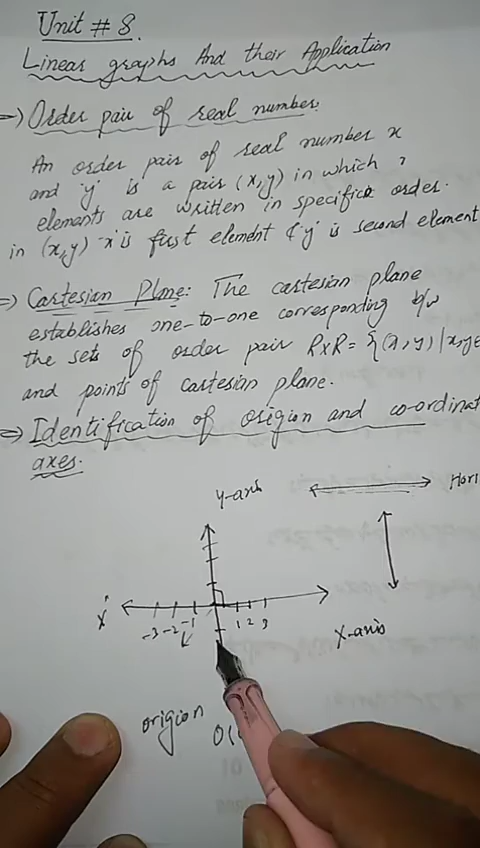 Unit # 8.
Linear graphs And their Application
=> Order pair of real number:
An order pair of real number x
and 'y' is a pair (x,y) in which
elements are written in specific order.
in (x,y) 'x' is first element & 'y' is second element
=> Cartesian Plane: The cartesian plane
establishes one-to-one corresponding b/w
the sets of order pair RxR = {(x,y) | x,y ∈
and points of cartesian plane.
=> Identification of origion and co-ordinat
axes.
Y-axis
Hori
X'
-3 -2 -1
1 2 3
X-axis
origion
O(